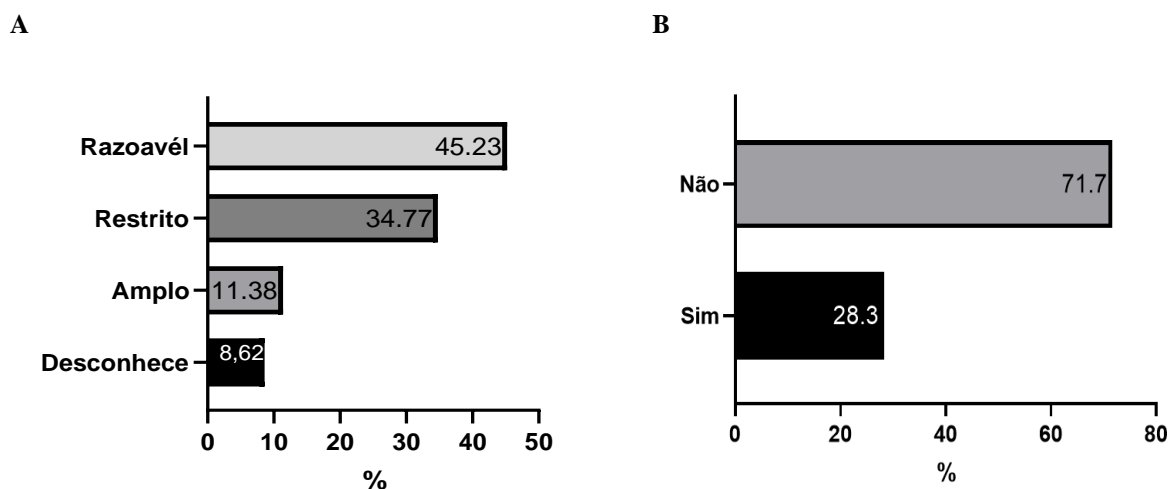 A
Razoavél
45.23
Restrito
34.77
Amplo
11.38
Desconhece
8,62
0 10 20 30 40 50
%
B
Não
71.7
Sim
28.3
0 20 40 60 80
%